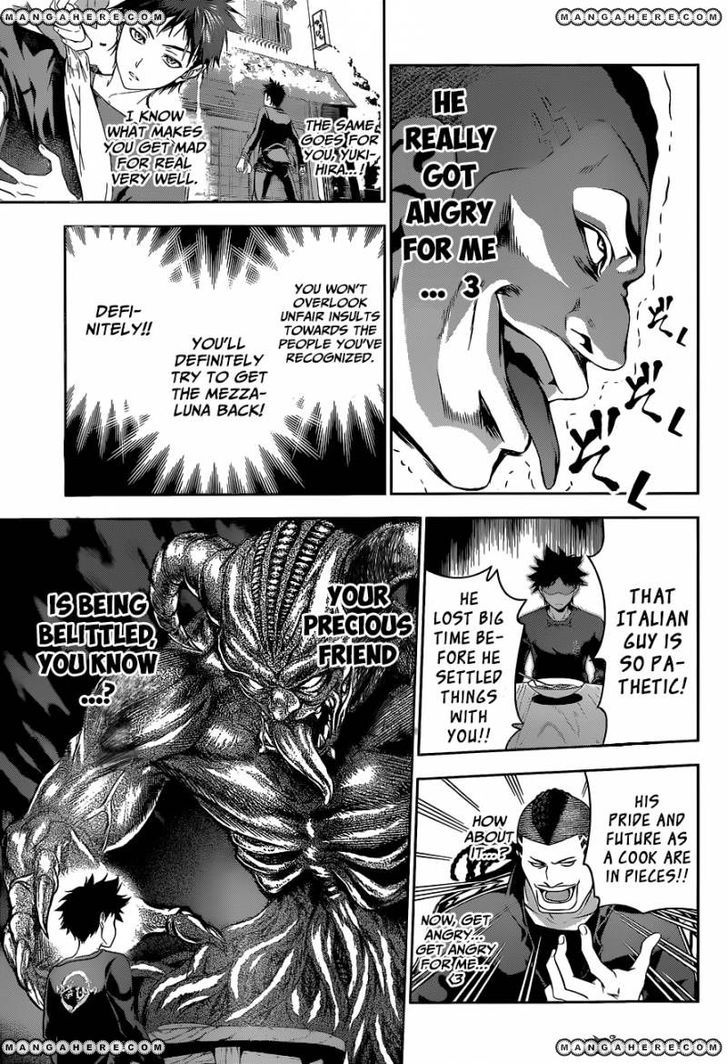 MANGAHERE.COM
MANGAHERE.COM
HE
REALLY
GOT
ANGRY
FOR ME
... 3
THE SAME
GOES FOR
YOU, YUKI-
HIRA...!
I KNOW
WHAT MAKES
YOU GET MAD
FOR REAL
VERY WELL.
YOU WON'T
OVERLOOK
UNFAIR INSULTS
TOWARDS THE
PEOPLE YOU'VE
RECOGNIZED.
YOU'LL
DEFINITELY
TRY TO GET
THE MEZZA-
LUNA BACK!
DEFI-
NITELY!!
THAT
ITALIAN
GUY IS
SO PA-
THETIC!
HE
LOST BIG
TIME BE-
FORE HE
SETTLED
THINGS
WITH
YOU!!
HIS
PRIDE AND
FUTURE AS
A COOK ARE
IN PIECES!!
HOW
ABOUT
IT...?
NOW, GET
ANGRY...
GET ANGRY
FOR ME...
<3
YOUR
PRECIOUS
FRIEND
IS BEING
BELITTLED,
YOU KNOW
....?
MANGAHERE.COM
MANGAHERE.COM